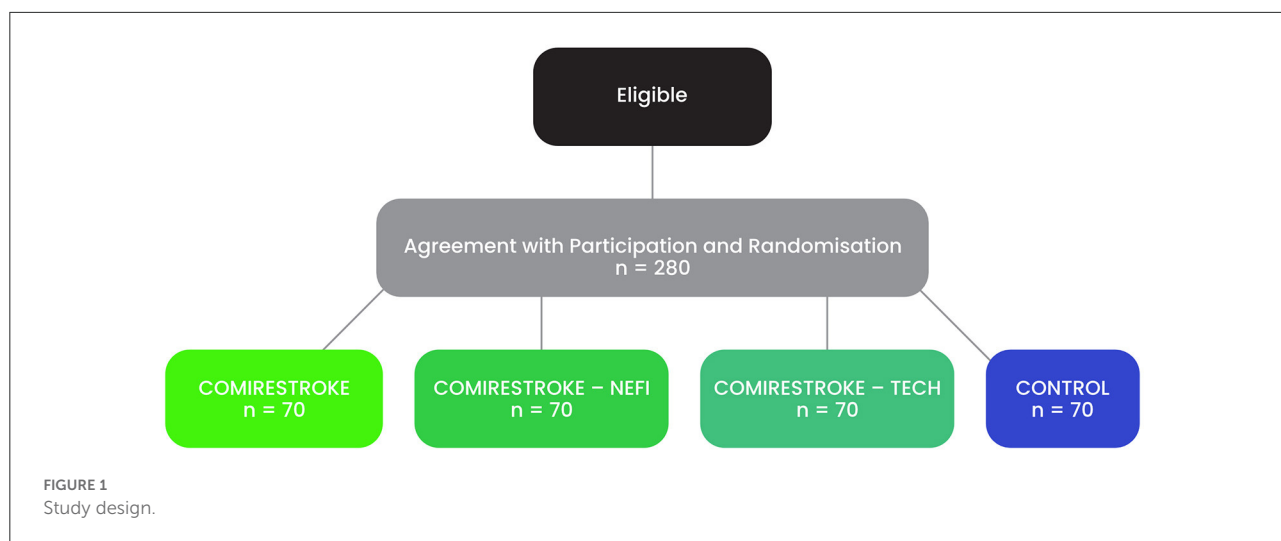 Eligible
Agreement with Participation and Randomisation
n = 280
COMIRESTROKE
n = 70
COMIRESTROKE – NEFI
n = 70
COMIRESTROKE – TECH
n = 70
CONTROL
n = 70
FIGURE 1
Study design.